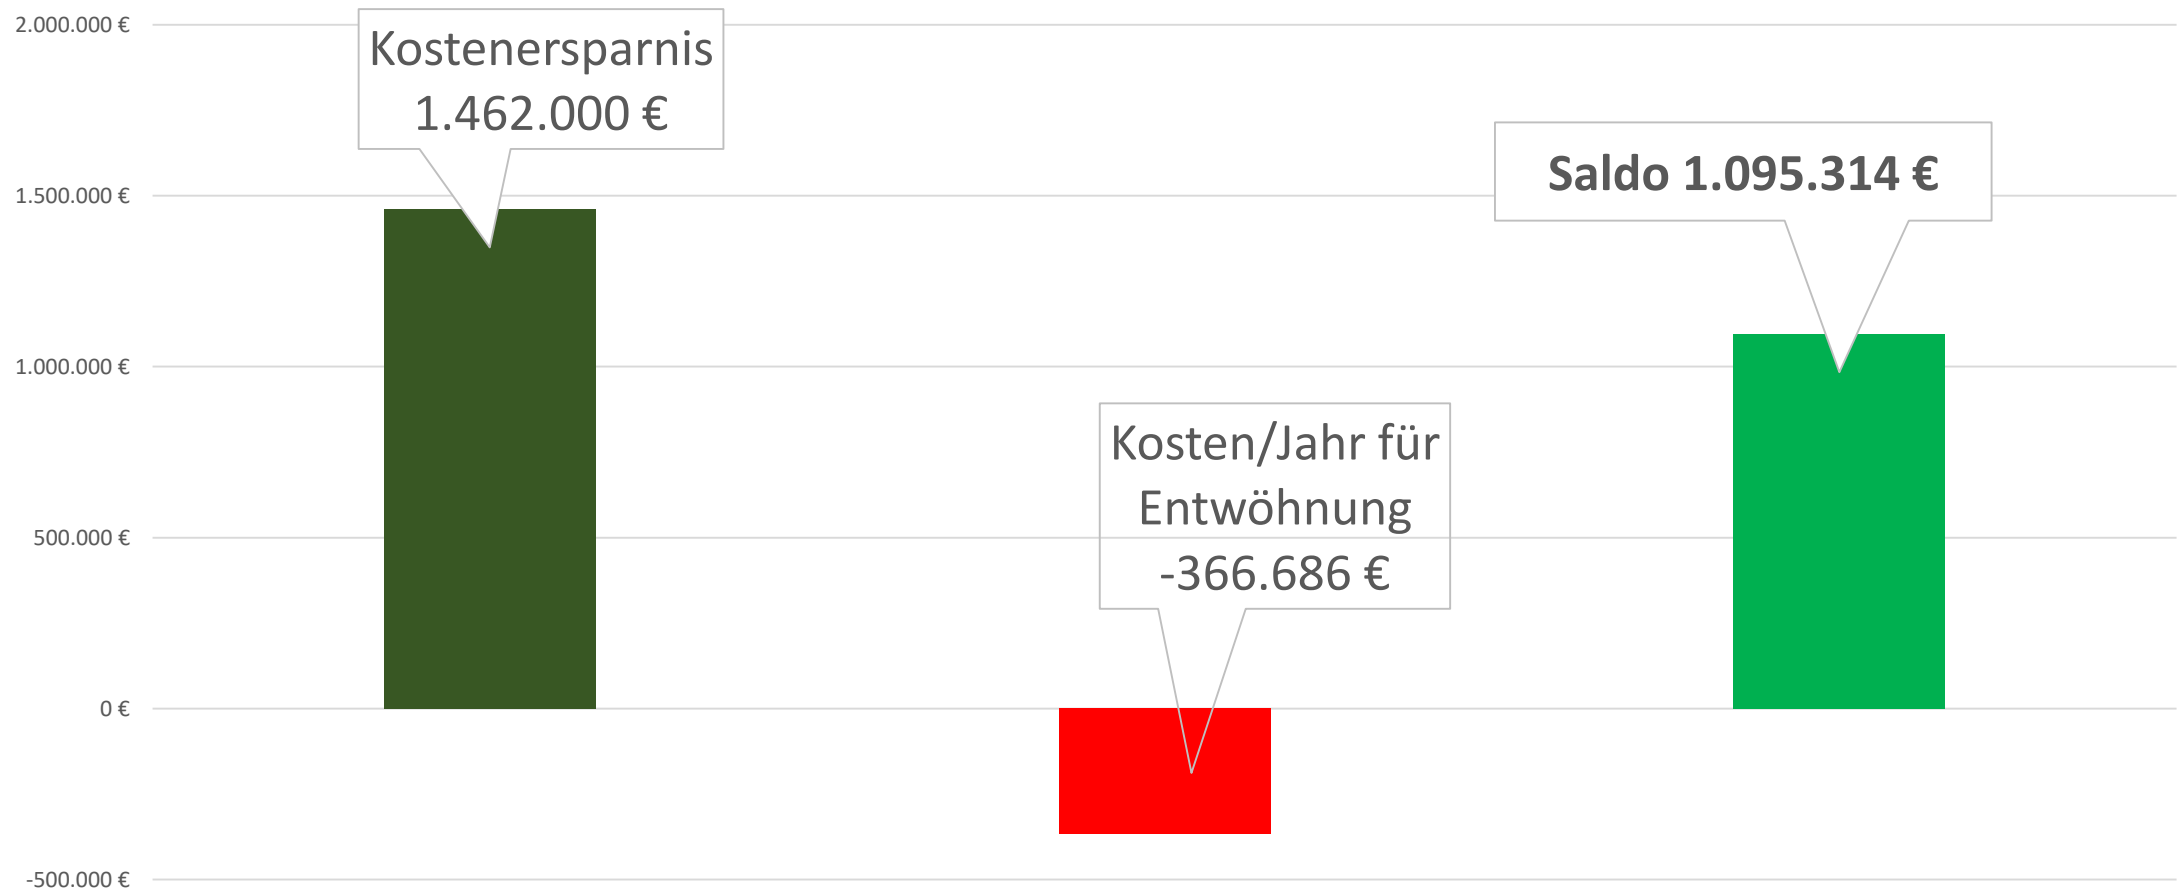 2.000.000 €
1.500.000 €
1.000.000 €
500.000 €
0 €
-500.000 €
Kostenersparnis
1.462.000 €
Kosten/Jahr für
Entwöhnung
-366.686 €
Saldo 1.095.314 €